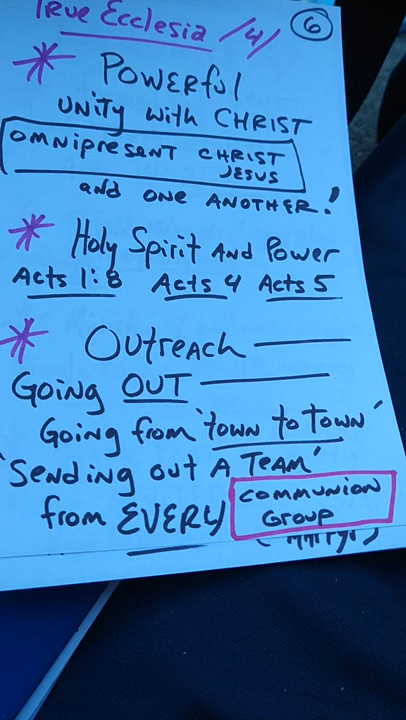 True Ecclesia /4/ 6
* Powerful
unity with CHRIST
OMNIPRESENT CHRIST
JESUS
and ONE ANOTHER!
* Holy Spirit AND Power
Acts 1:8 Acts 4 Acts 5
* Outreach —
Going OUT —
Going from 'town to town'
'Sending out A TEAM'
from EVERY COMMUNION
GROUP